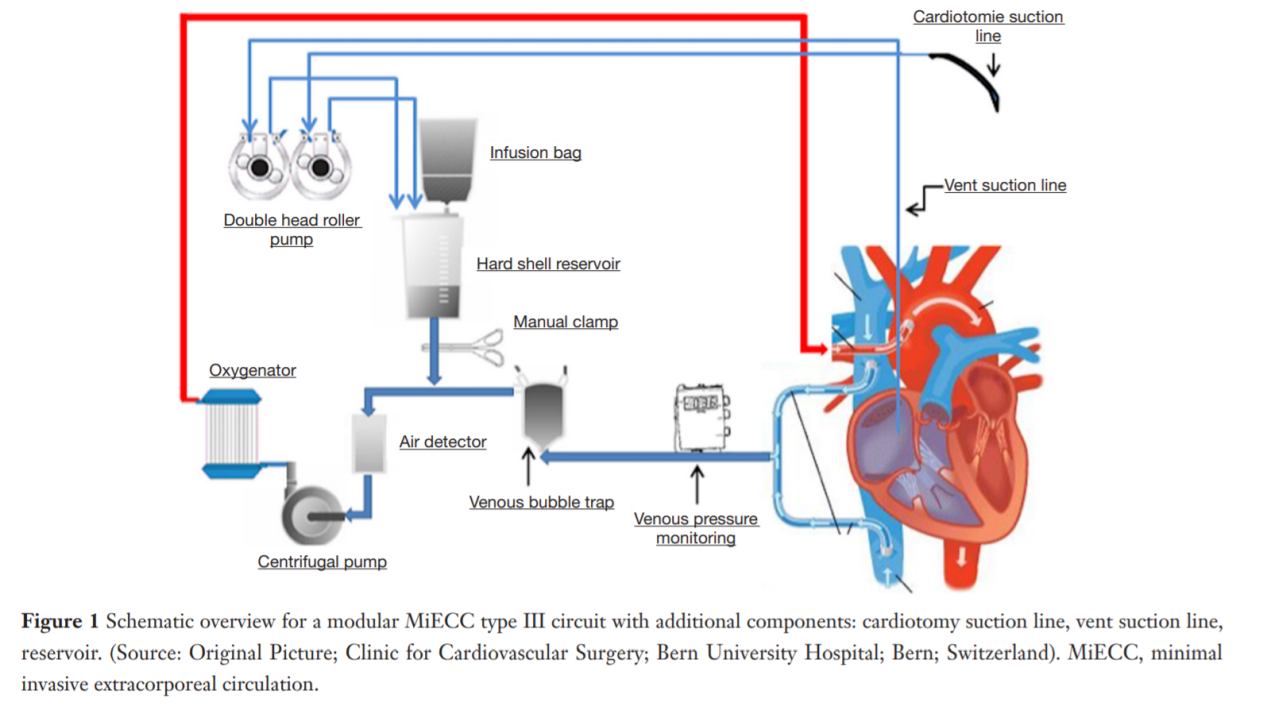 Cardiotomie suction
line
Infusion bag
Vent suction line
Double head roller
pump
Hard shell reservoir
Manual clamp
Oxygenator
Air detector
Venous bubble trap
Venous pressure
monitoring
Centrifugal pump
Figure 1 Schematic overview for a modular MiECC type III circuit with additional components: cardiotomy suction line, vent suction line,
reservoir. (Source: Original Picture; Clinic for Cardiovascular Surgery; Bern University Hospital; Bern; Switzerland). MiECC, minimal
invasive extracorporeal circulation.